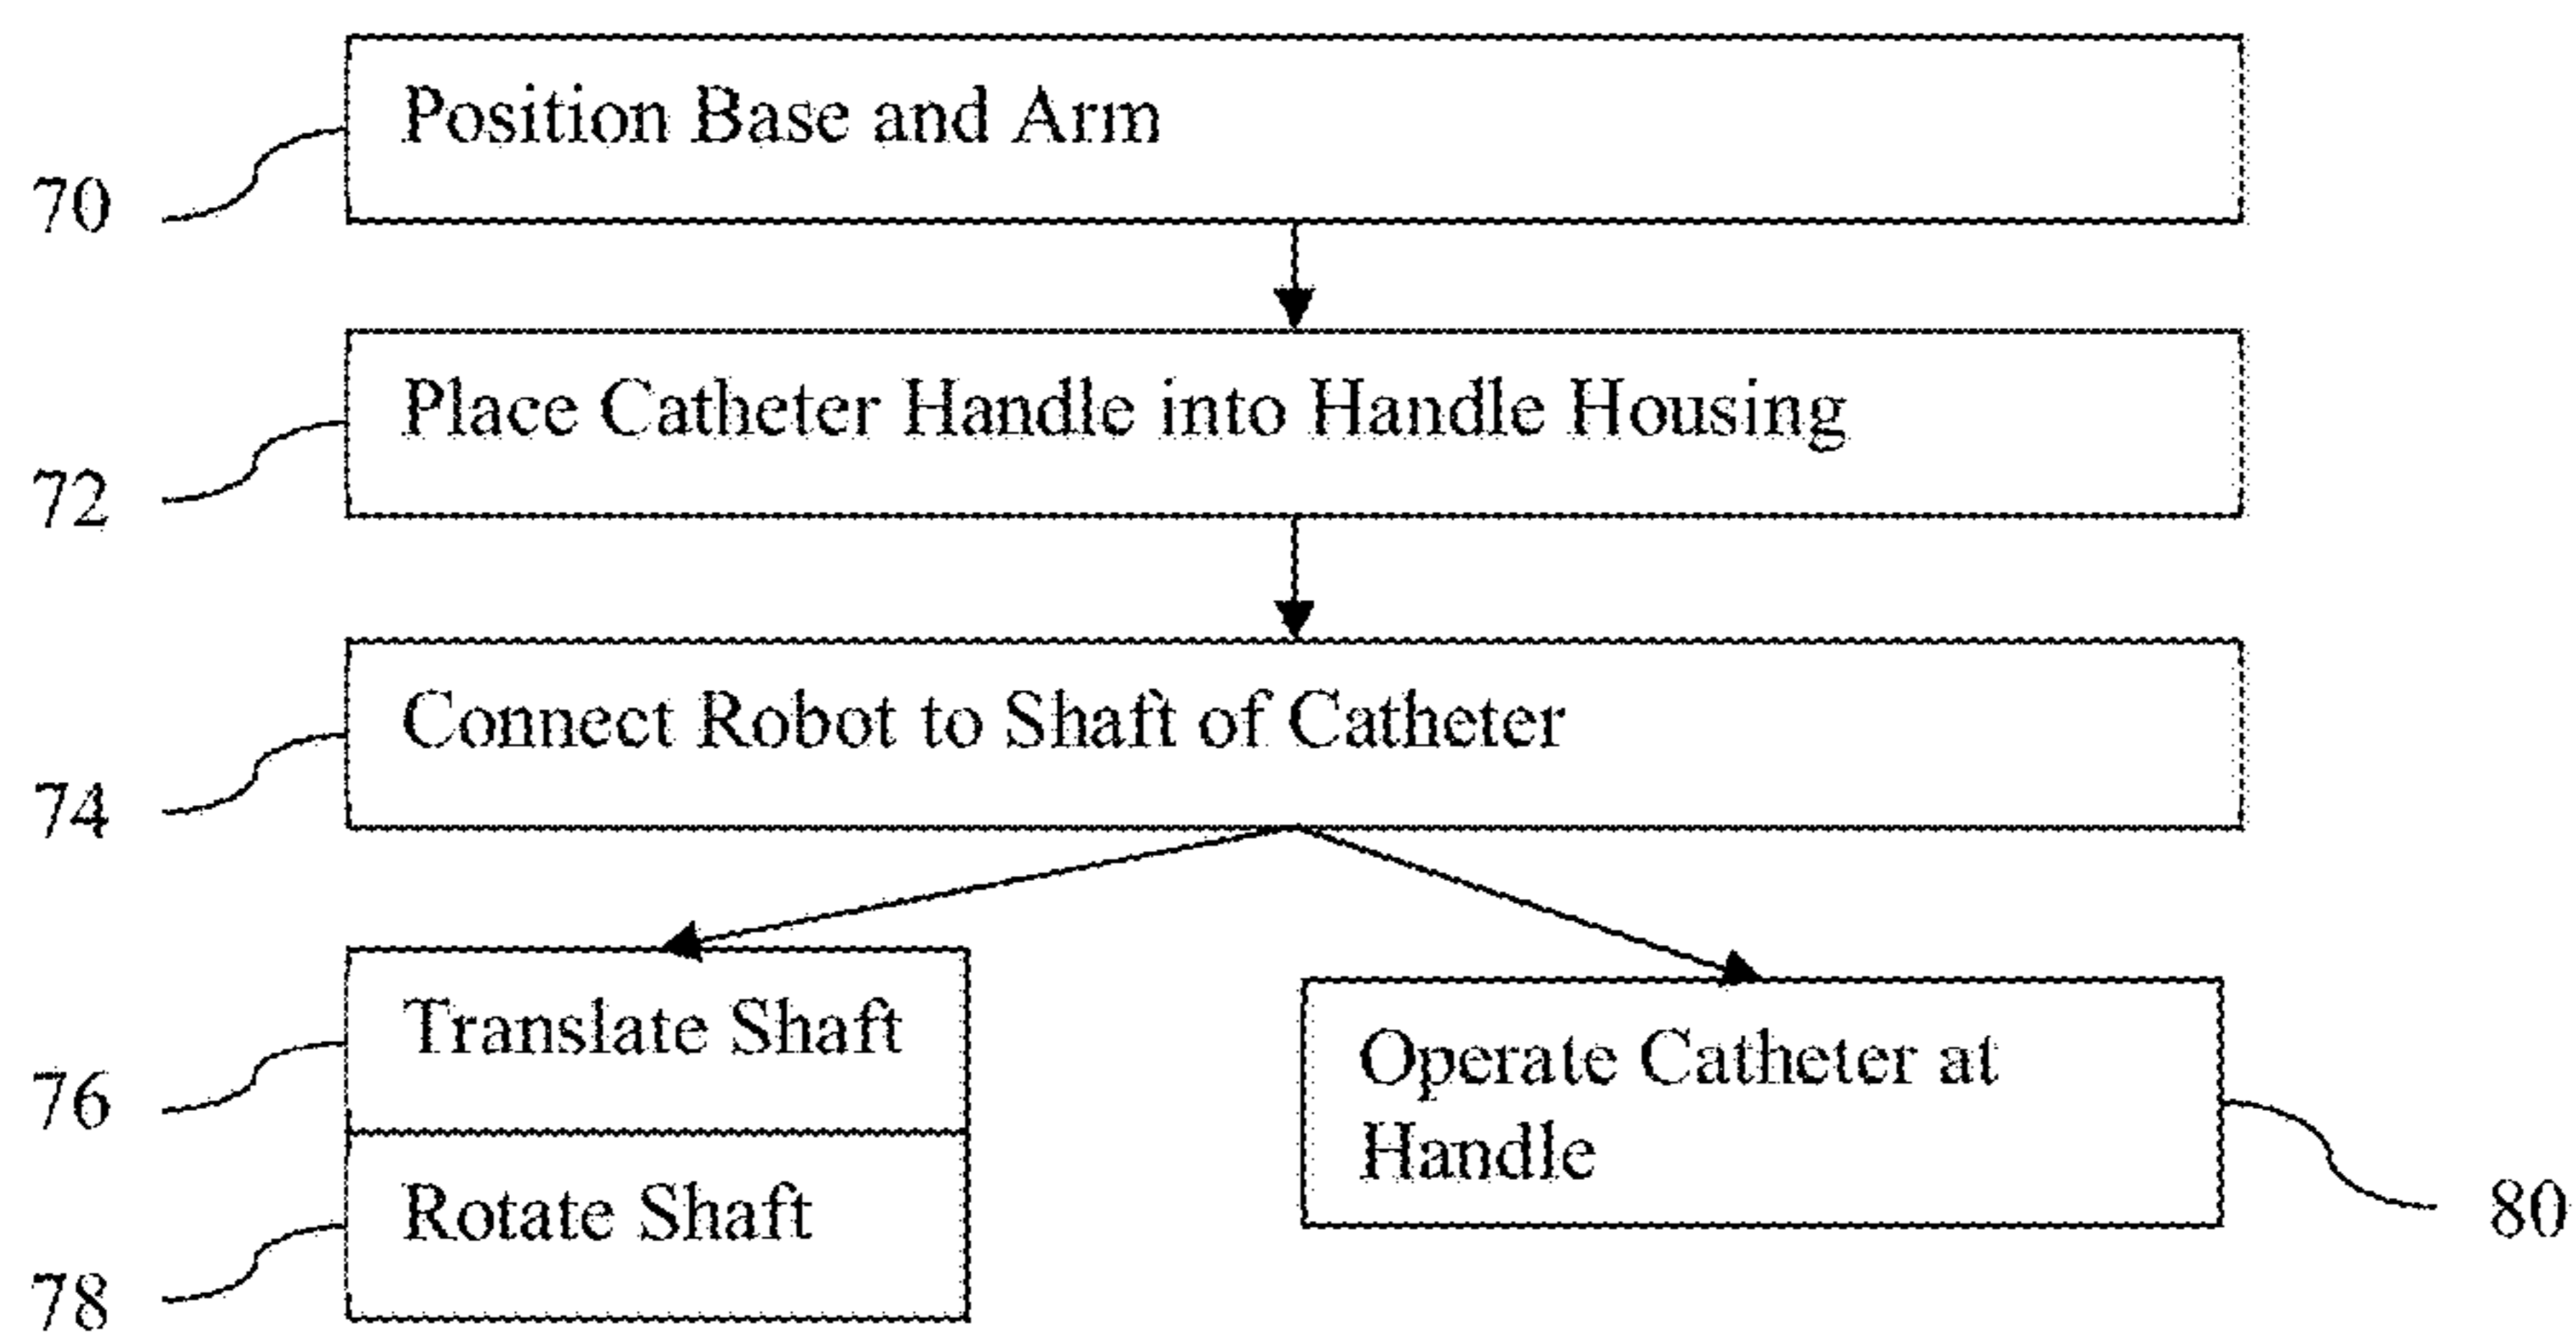 Position Base and Arm
70
Place Catheter Handle into Handle Housing
72
Connect Robot to Shaft of Catheter
74
Translate Shaft
76
Operate Catheter at
Handle
80
Rotate Shaft
78